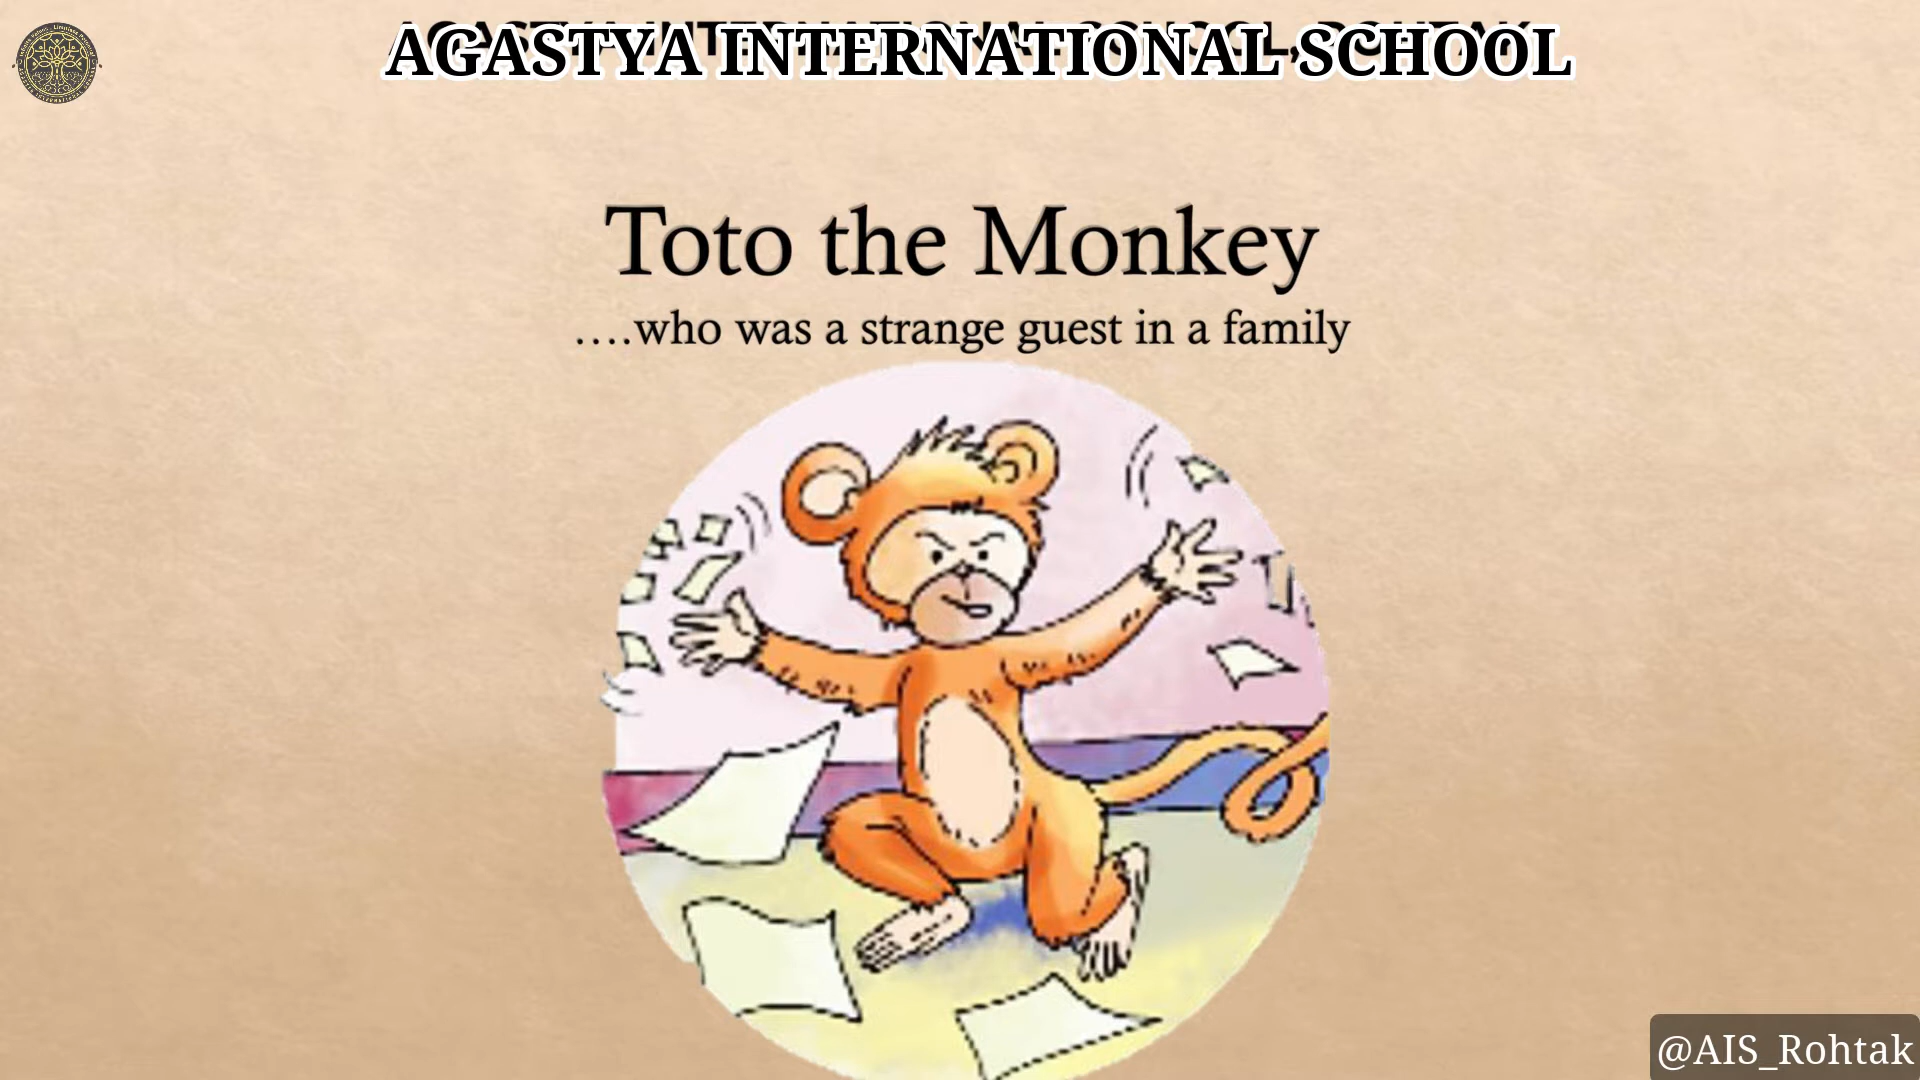 AGASTYA INTERNATIONAL SCHOOL
Toto the Monkey
....who was a strange guest in a family
@AIS_Rohtak